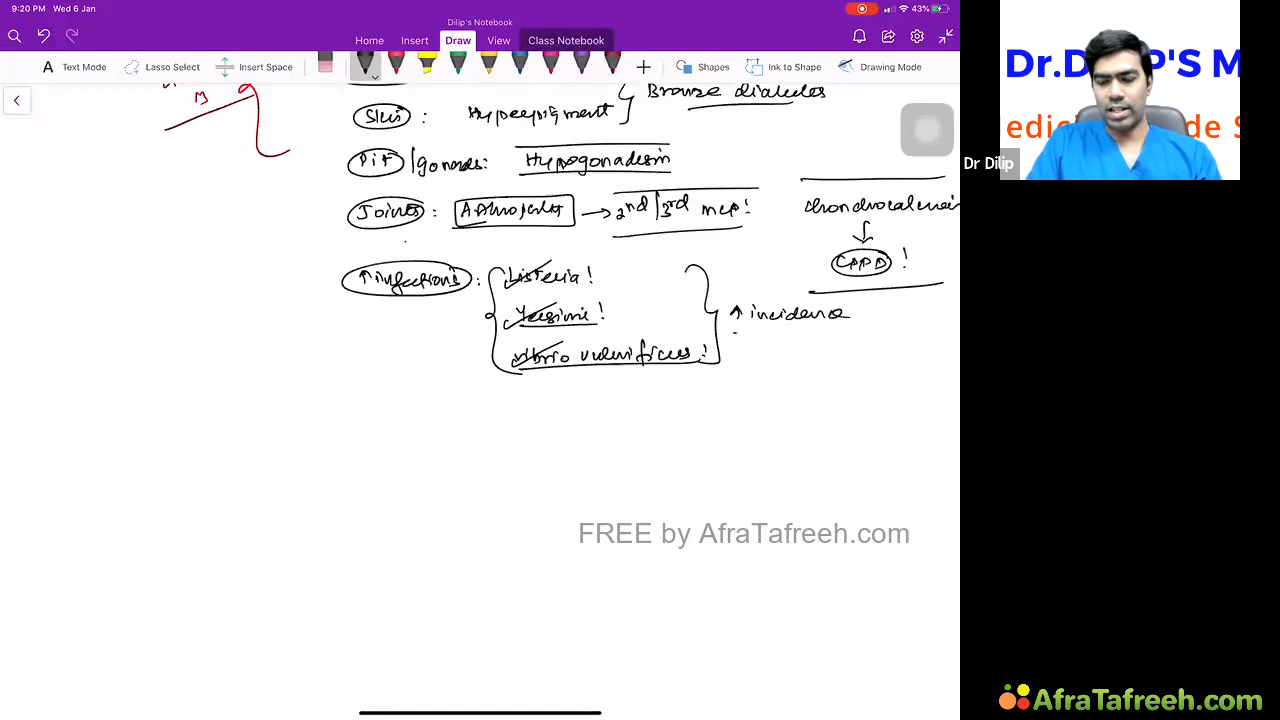 9:20 PM Wed 6 Jan
43%
Dilip's Notebook
Home Insert Draw View Class Notebook
Text Mode Lasso Select Insert Space Shapes Ink to Shape Drawing Mode
Bronze diabetes
Skin : Hyperpigment
Pit / gonads: Hypogonadesim
Joints : Arthropathy → 2nd / 3rd MCP!
chondrocalcinosis
CPPD !
↑ infections : Listeria !
Yersinia !
↑ incidence
vibrio vulnificus !
Dr.D 'S M
edici de S
Dr Dilip
FREE by AfraTafreeh.com
AfraTafreeh.com